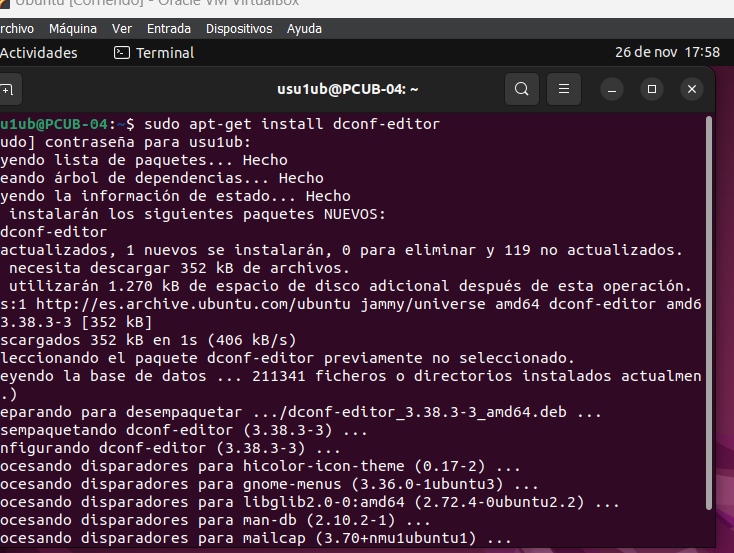 Ubuntu [Corriendo] - Oracle VM VirtualBox
rchivo Máquina Ver Entrada Dispositivos Ayuda
Actividades Terminal 26 de nov 17:58
usu1ub@PCUB-04: ~
u1ub@PCUB-04:~$ sudo apt-get install dconf-editor
udo] contraseña para usu1ub:
yendo lista de paquetes... Hecho
eando árbol de dependencias... Hecho
yendo la información de estado... Hecho
instalarán los siguientes paquetes NUEVOS:
dconf-editor
actualizados, 1 nuevos se instalarán, 0 para eliminar y 119 no actualizados.
necesita descargar 352 kB de archivos.
utilizarán 1.270 kB de espacio de disco adicional después de esta operación.
s:1 http://es.archive.ubuntu.com/ubuntu jammy/universe amd64 dconf-editor amd6
3.38.3-3 [352 kB]
scargados 352 kB en 1s (406 kB/s)
leccionando el paquete dconf-editor previamente no seleccionado.
eyendo la base de datos ... 211341 ficheros o directorios instalados actualmen
.)
eparando para desempaquetar .../dconf-editor_3.38.3-3_amd64.deb ...
sempaquetando dconf-editor (3.38.3-3) ...
nfigurando dconf-editor (3.38.3-3) ...
ocesando disparadores para hicolor-icon-theme (0.17-2) ...
ocesando disparadores para gnome-menus (3.36.0-1ubuntu3) ...
ocesando disparadores para libglib2.0-0:amd64 (2.72.4-0ubuntu2.2) ...
ocesando disparadores para man-db (2.10.2-1) ...
ocesando disparadores para mailcap (3.70+nmu1ubuntu1) ...